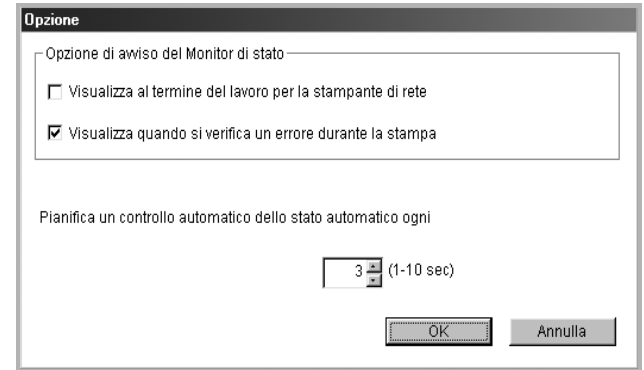 Opzione
Opzione di avviso del Monitor di stato
Visualizza al termine del lavoro per la stampante di rete
Visualizza quando si verifica un errore durante la stampa
Pianifica un controllo automatico dello stato automatico ogni
3 (1-10 sec)
OK Annulla